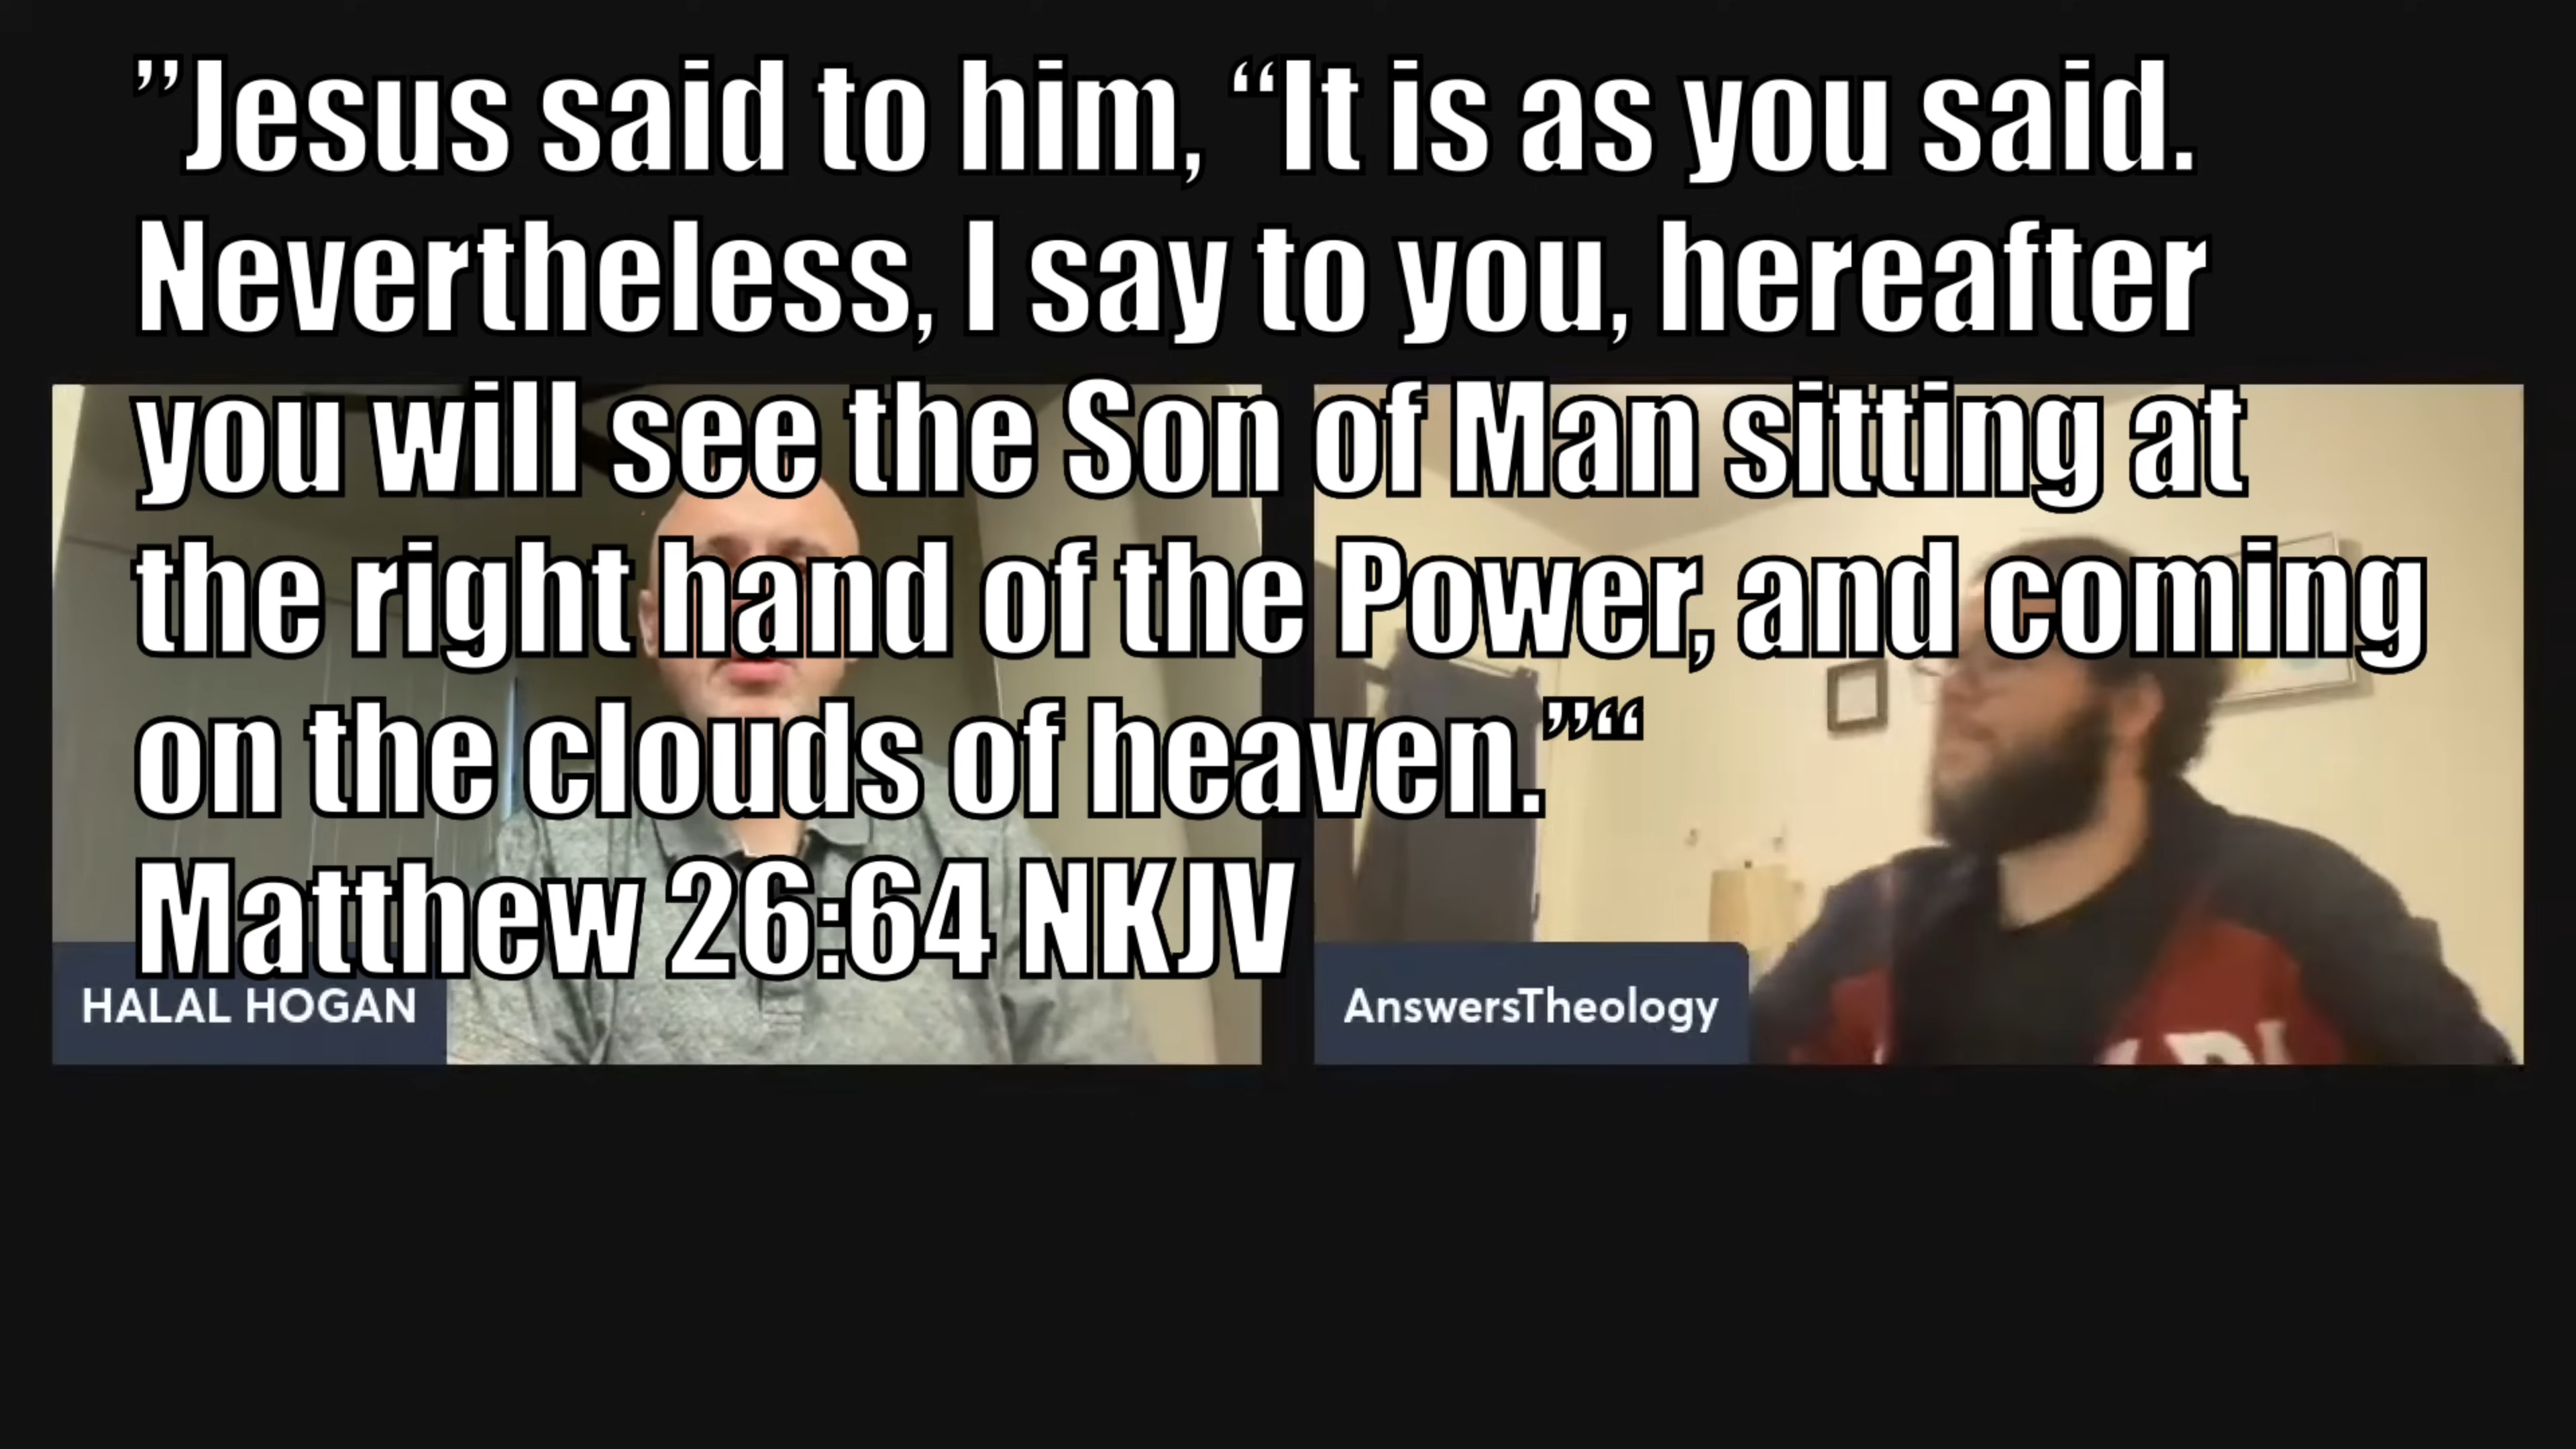 ”Jesus said to him, “It is as you said.
Nevertheless, I say to you, hereafter
you will see the Son of Man sitting at
the right hand of the Power, and coming
on the clouds of heaven.”“
Matthew 26:64 NKJV
HALAL HOGAN
AnswersTheology